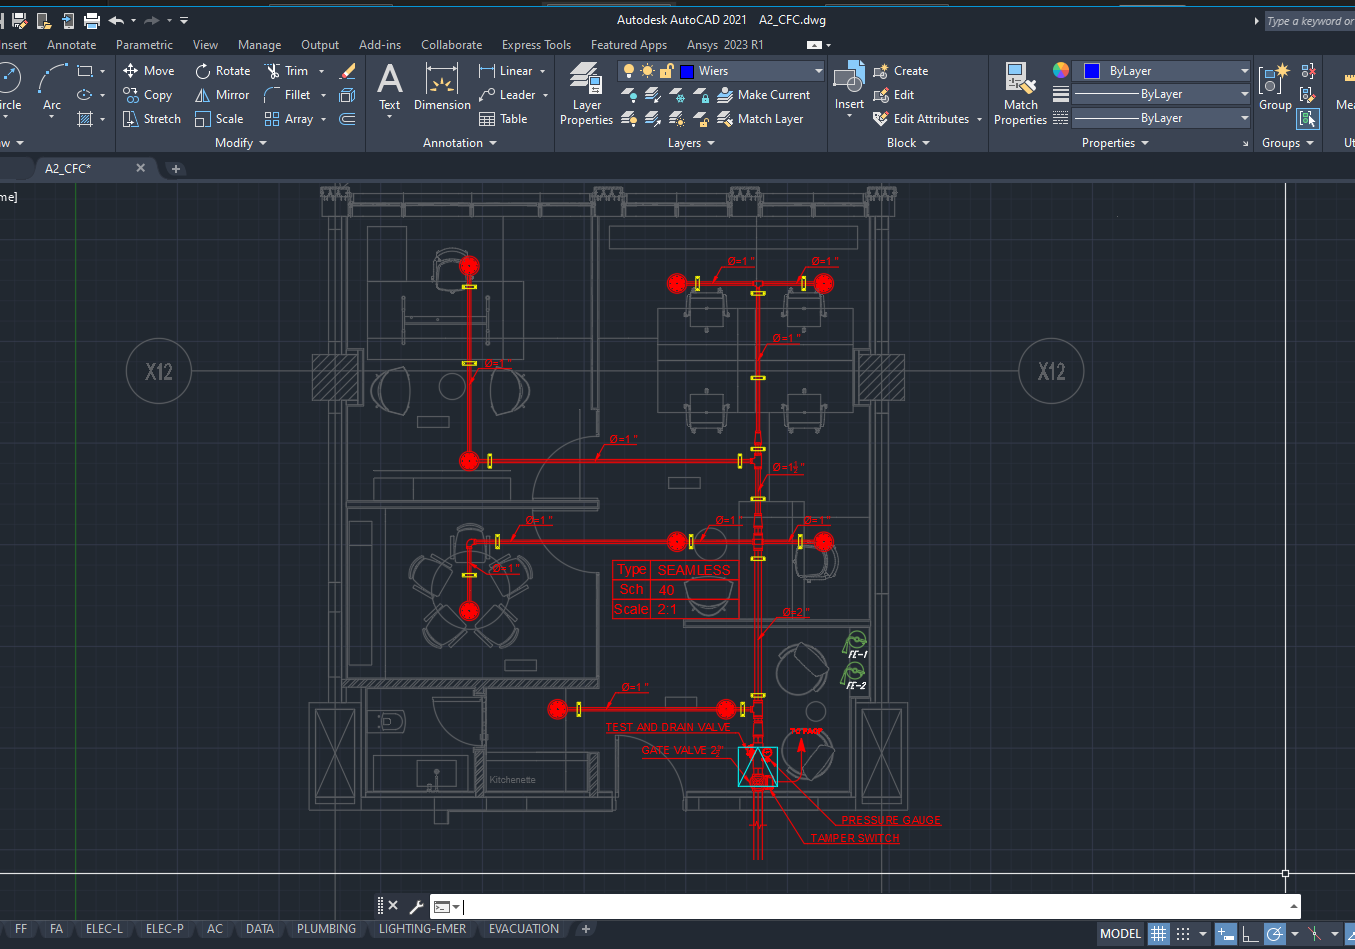 Autodesk AutoCAD 2021 A2_CFC.dwg
Type a keyword or
nsert Annotate Parametric View Manage Output Add-ins Collaborate Express Tools Featured Apps Ansys 2023 R1
Move Rotate Trim
Copy Mirror Fillet
Stretch Scale Array
ircle Arc
Modify
Text Dimension
Linear
Leader
Table
Annotation
Layer
Properties
Wiers
Make Current
Match Layer
Layers
Insert
Create
Edit
Edit Attributes
Block
Match
Properties
ByLayer
ByLayer
ByLayer
Properties
Group
Groups
Mea
Ut
w
A2_CFC*
me]
Ø=1" Ø=1"
Ø=1"
Ø=1"
X12 X12
Ø=1"
Ø=1½"
Ø=1" Ø=1 Ø=1"
Ø=1"
Type SEAMLESS
Sch 40
Scale 2:1
Ø=2"
FE-1
FE-2
Ø=1"
TEST AND DRAIN VALVE
GATE VALVE
Kitchenette
PRESSURE GAUGE
TAMPER SWITCH
FF FA ELEC-L ELEC-P AC DATA PLUMBING LIGHTING-EMER EVACUATION
MODEL